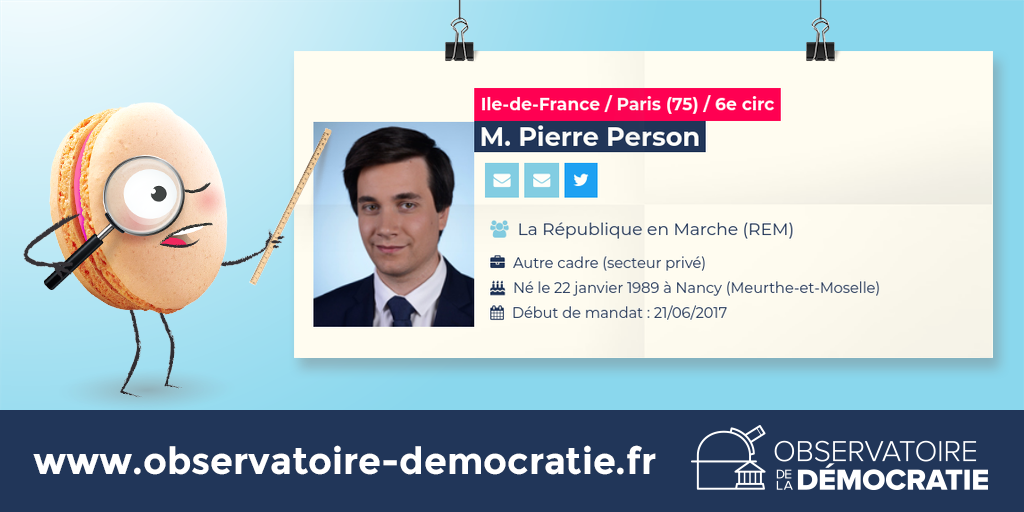 Ile-de-France / Paris (75) / 6e circ
M. Pierre Person
La République en Marche (REM)
Autre cadre (secteur privé)
Né le 22 janvier 1989 à Nancy (Meurthe-et-Moselle)
Début de mandat : 21/06/2017
www.observatoire-democratie.fr
OBSERVATOIRE
DE LA DÉMOCRATIE